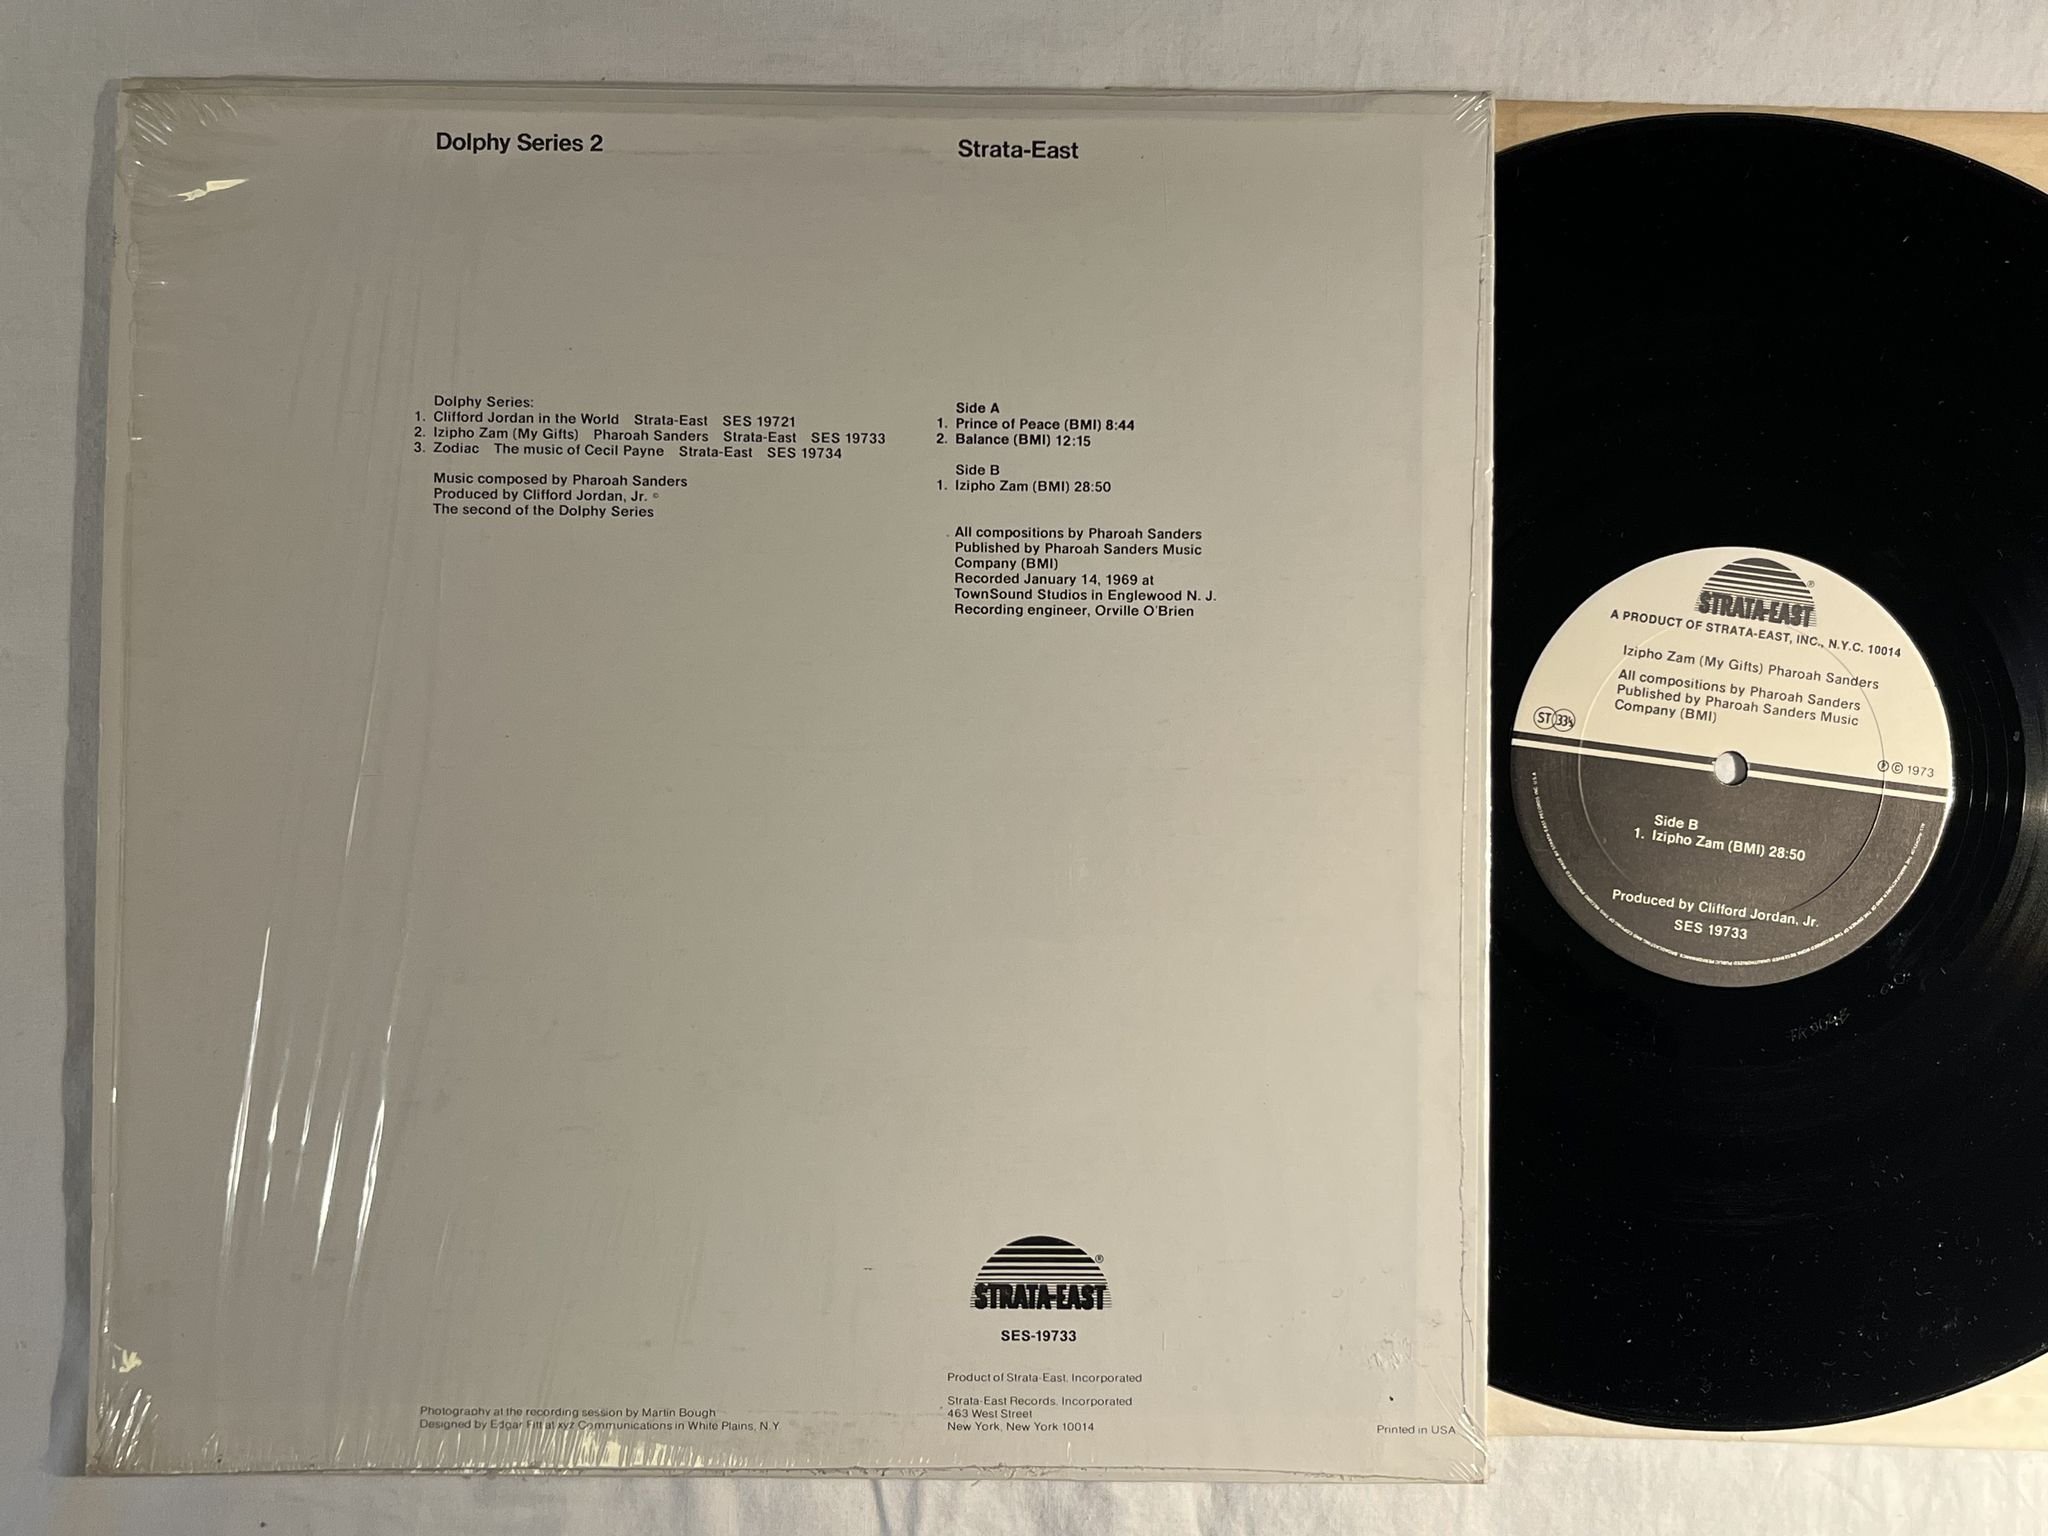 Dolphy Series 2
Strata-East
Dolphy Series:
1. Clifford Jordan in the World Strata-East SES 19721
2. Izipho Zam (My Gifts) Pharoah Sanders Strata-East SES 19733
3. Zodiac The music of Cecil Payne Strata-East SES 19734
Music composed by Pharoah Sanders
Produced by Clifford Jordan, Jr. ©
The second of the Dolphy Series
Side A
1. Prince of Peace (BMI) 8:44
2. Balance (BMI) 12:15
Side B
1. Izipho Zam (BMI) 28:50
All compositions by Pharoah Sanders
Published by Pharoah Sanders Music
Company (BMI)
Recorded January 14, 1969 at
TownSound Studios in Englewood N. J.
Recording engineer, Orville O'Brien
STRATA-EAST ®
SES-19733
Product of Strata-East, Incorporated
Strata-East Records, Incorporated
463 West Street
New York, New York 10014
Photography at the recording session by Martin Bough
Designed by Edgar Fitt at xyz Communications in White Plains, N.Y.
Printed in USA
STRATA-EAST ®
A PRODUCT OF STRATA-EAST, INC., N.Y.C. 10014
Izipho Zam (My Gifts) Pharoah Sanders
All compositions by Pharoah Sanders
Published by Pharoah Sanders Music
Company (BMI)
ST 33⅓
℗ © 1973
Side B
1. Izipho Zam (BMI) 28:50
Produced by Clifford Jordan, Jr.
SES 19733